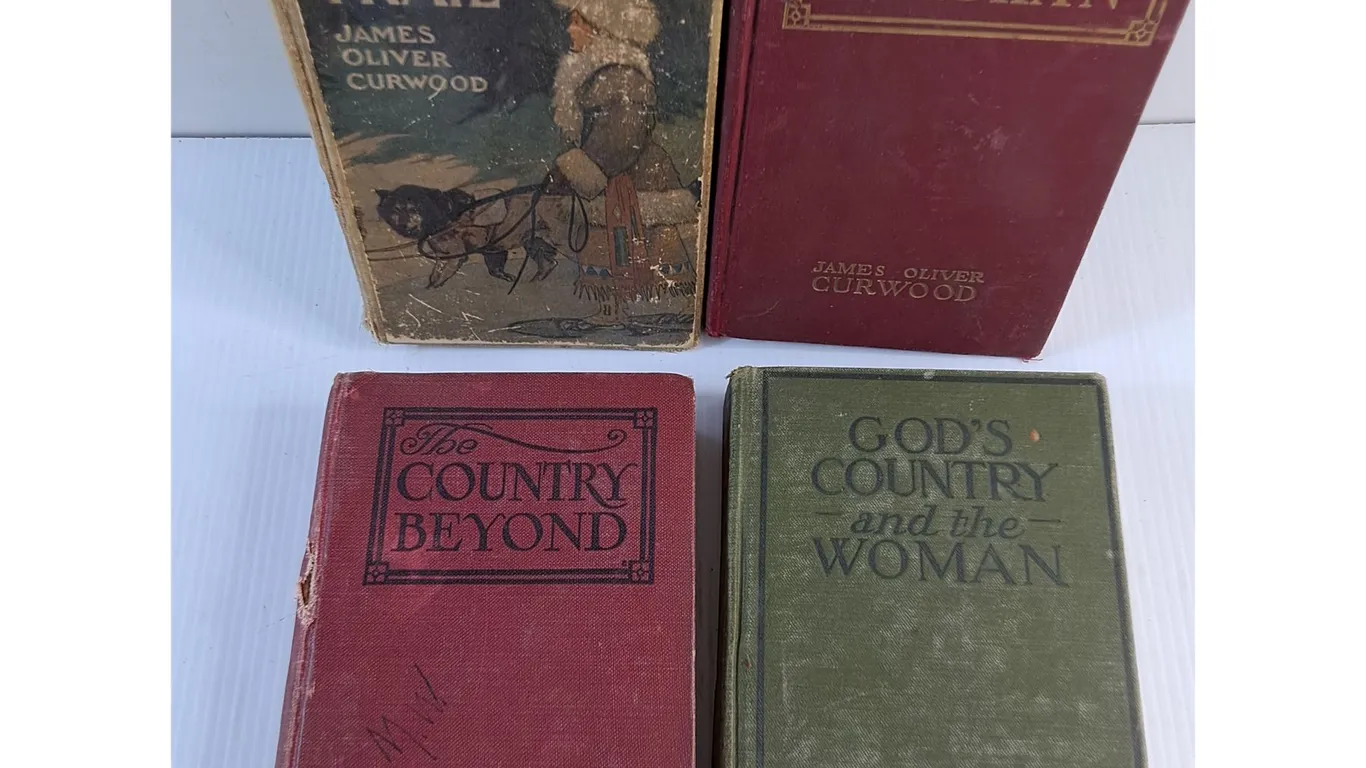 JAMES
OLIVER
CURWOOD
JAMES OLIVER
CURWOOD
The
COUNTRY
BEYOND
M.W.
GOD'S
COUNTRY
—and the—
WOMAN